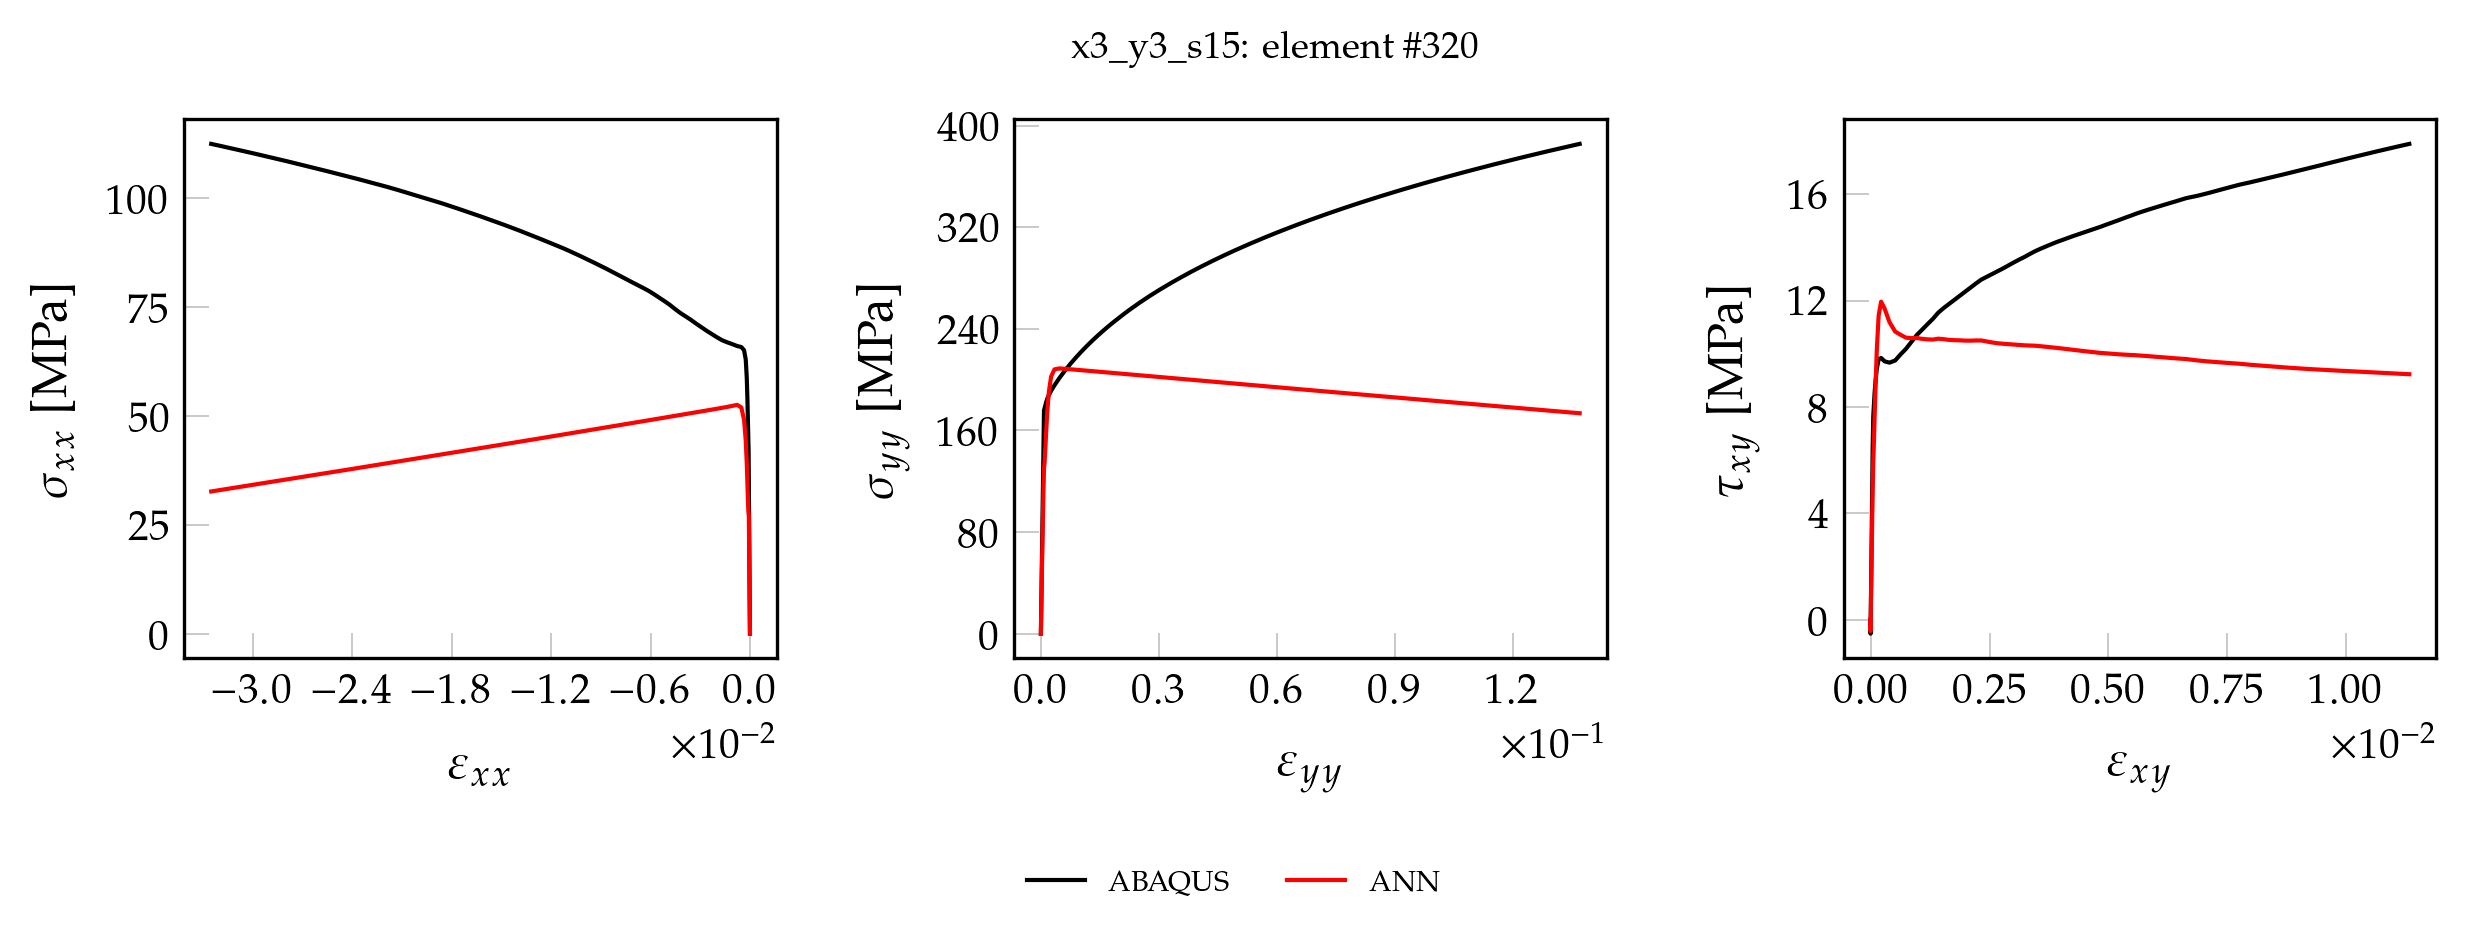 x3_y3_s15: element #320
σxx [MPa]
100
75
50
25
0
−3.0 −2.4 −1.8 −1.2 −0.6 0.0
×10−2
εxx
σyy [MPa]
400
320
240
160
80
0
0.0 0.3 0.6 0.9 1.2
×10−1
εyy
τxy [MPa]
16
12
8
4
0
0.00 0.25 0.50 0.75 1.00
×10−2
εxy
ABAQUS ANN